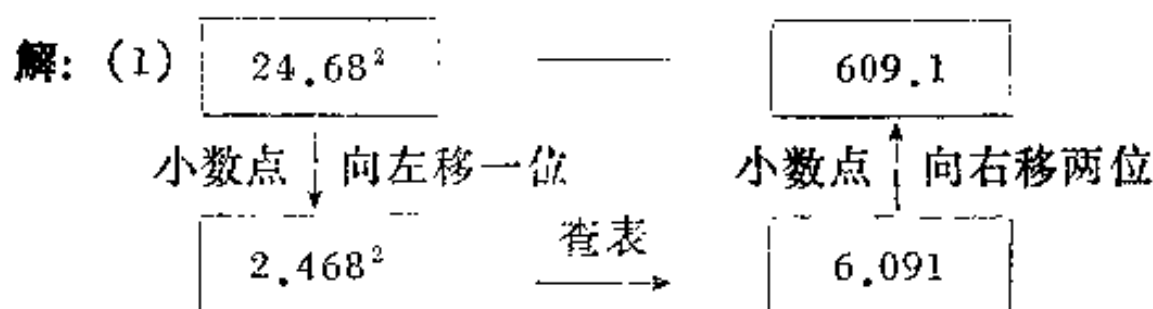 解: (1) 24.68² —— 609.1
小数点 ↓ 向左移一位 小数点 ↑ 向右移两位
2.468² 查表 → 6.091